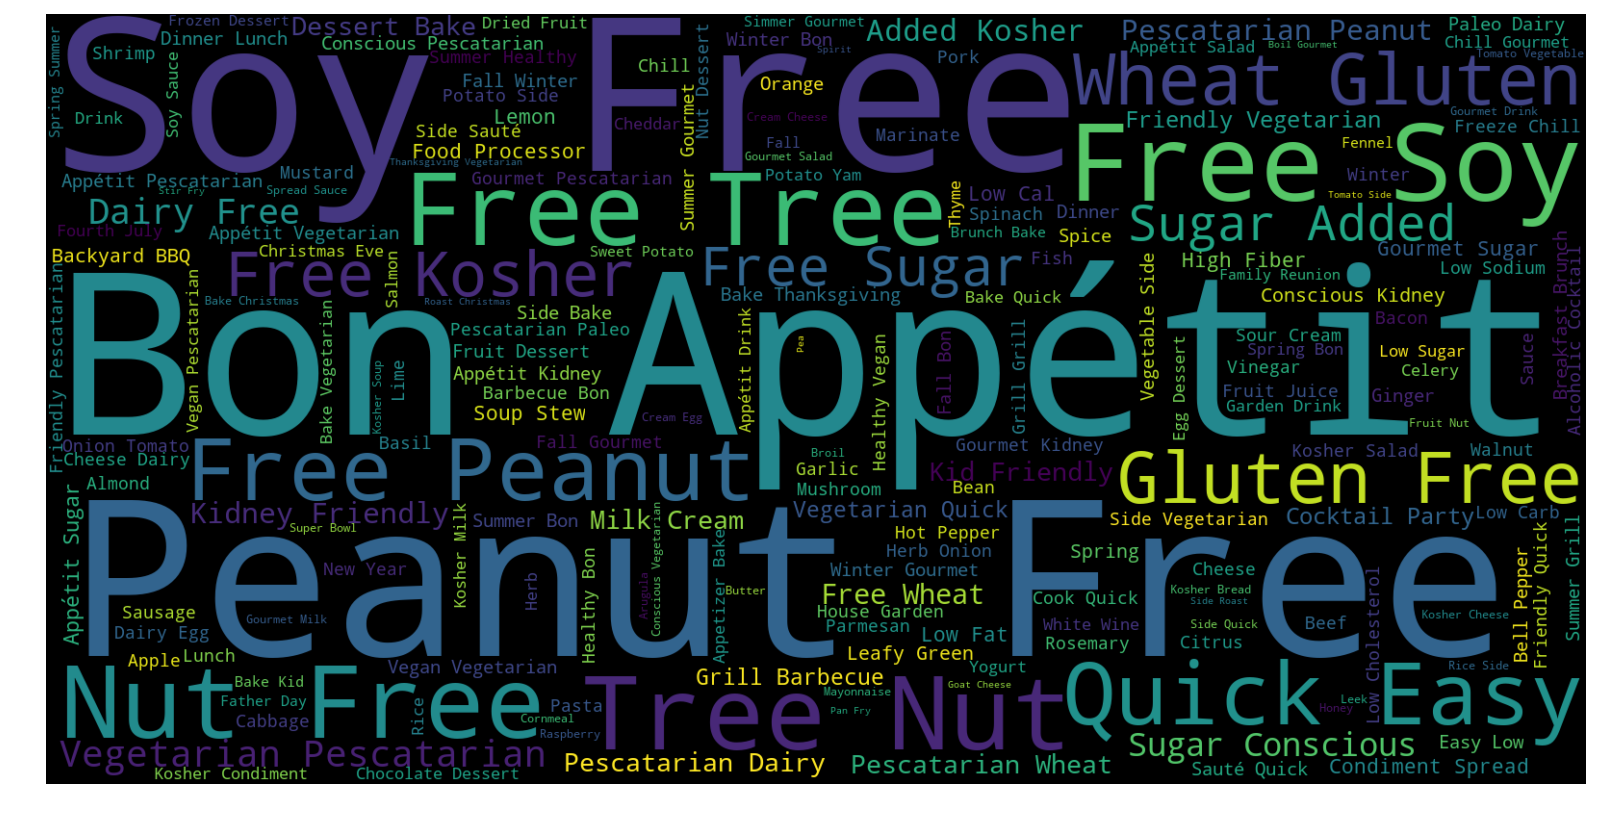 Soy Free
Bon Appétit
Peanut Free
Free Soy
Wheat Gluten
Free Tree
Free Kosher
Free Sugar
Sugar Added
Free Peanut
Gluten Free
Nut Free
Tree Nut
Quick Easy
Vegetarian Pescatarian
Sugar Conscious
Dairy Free
Kidney Friendly
Kid Friendly
Frozen Dessert
Dinner Lunch
Shrimp
Spring Summer
Drink
Soy Sauce
Dessert Bake
Dried Fruit
Conscious Pescatarian
Summer Healthy
Fall Winter
Potato Side
Lemon
Side Sauté
Food Processor
Thanksgiving Vegetarian
Mustard
Appétit Pescatarian
Stir Fry
Spread Sauce
Gourmet Pescatarian
Fourth July
Appétit Vegetarian
Backyard BBQ
Christmas Eve
Sweet Potato
Simmer Gourmet
Winter Bon
Spirit
Added Kosher
Chill
Nut Dessert
Cheddar
Summer Gourmet
Orange
Cream Cheese
Fall
Gourmet Salad
Potato Yam
Pork
Marinate
Pescatarian Peanut
Paleo Dairy
Appétit Salad
Boil Gourmet
Chill Gourmet
Tomato Vegetable
Gourmet Drink
Friendly Vegetarian
Freeze Chill
Fennel
Winter
Tomato Side
Low Cal
Thyme
Spinach
Dinner
Brunch Bake
Spice
Fish
High Fiber
Family Reunion
Gourmet Sugar
Low Sodium
Conscious Kidney
Bacon
Vegetable Side
Breakfast Brunch
Alcoholic Cocktail
Friendly Pescatarian
Vegan Pescatarian
Bake Christmas
Salmon
Roast Christmas
Bake Thanksgiving
Bake Quick
Side Bake
Pescatarian Paleo
Fruit Dessert
Appétit Kidney
Barbecue Bon
Soup Stew
Bake Vegetarian
Kosher Soup
Lime
Basil
Cream Egg
Fall Gourmet
Appétit Drink
Pea
Healthy Vegan
Fall Bon
Grill Grill
Egg Dessert
Sour Cream
Spring Bon
Vinegar
Fruit Juice
Garden Drink
Low Sugar
Celery
Ginger
Sauce
Fruit Nut
Onion Tomato
Cheese Dairy
Almond
Appétit Sugar
Super Bowl
Kosher Milk
Summer Bon
Milk Cream
Broil
Garlic
Mushroom
Gourmet Kidney
Bean
Kosher Salad
Walnut
Vegetarian Quick
Hot Pepper
Side Vegetarian
Cocktail Party
Low Carb
Herb Onion
Spring
Winter Gourmet
Free Wheat
House Garden
Parmesan
Low Fat
Leafy Green
Yogurt
Cook Quick
White Wine
Rosemary
Cheese
Kosher Bread
Side Roast
Side Quick
Citrus
Beef
Low Cholesterol
Kosher Cheese
Bell Pepper
Friendly Quick
Summer Grill
New Year
Herb
Healthy Bon
Arugula
Conscious Vegetarian
Appetizer Bake
Butter
Sausage
Dairy Egg
Gourmet Milk
Apple
Lunch
Bake Kid
Father Day
Cabbage
Vegan Vegetarian
Rice
Pasta
Cornmeal
Raspberry
Grill Barbecue
Mayonnaise
Pan Fry
Goat Cheese
Rice Side
Leek
Honey
Easy Low
Kosher Condiment
Chocolate Dessert
Pescatarian Dairy
Pescatarian Wheat
Sauté Quick
Condiment Spread